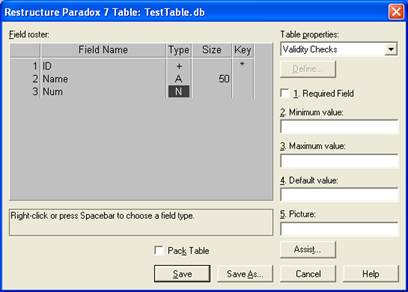 Restructure Paradox 7 Table: TestTable.db
Field roster:
Field Name Type Size Key
1 ID + *
2 Name A 50
3 Num N
Right-click or press Spacebar to choose a field type.
Pack Table
Table properties:
Validity Checks
Define...
1. Required Field
2. Minimum value:
3. Maximum value:
4. Default value:
5. Picture:
Assist...
Save Save As... Cancel Help